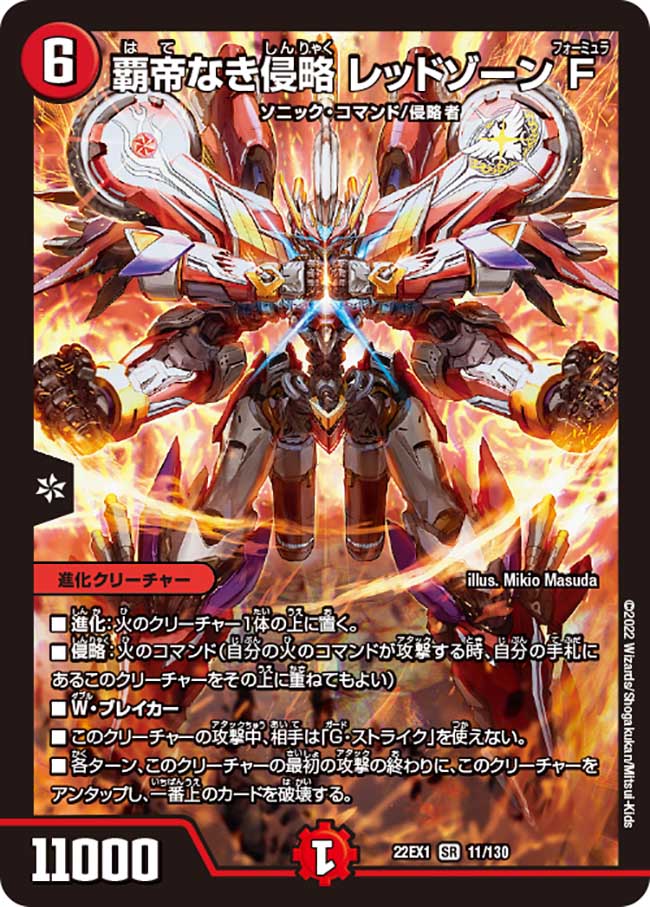 6
覇帝なき侵略 レッドゾーン F
はて しんりゃく フォーミュラ
ソニック・コマンド/侵略者
進化クリーチャー
illus. Mikio Masuda
■進化:火のクリーチャー1体の上に置く。
■侵略:火のコマンド(自分の火のコマンドが攻撃する時、自分の手札に
あるこのクリーチャーをその上に重ねてもよい)
■W・ブレイカー
■このクリーチャーの攻撃中、相手は「G・ストライク」を使えない。
■各ターン、このクリーチャーの最初の攻撃の終わりに、このクリーチャーを
アンタップし、一番上のカードを破壊する。
©2022 Wizards/Shogakukan/Mitsui-Kids
11000
1
22EX1 SR 11/130